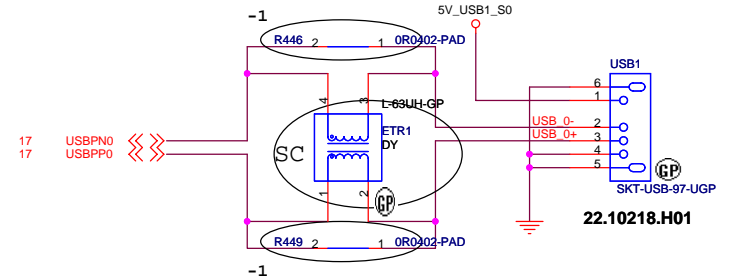 -1
5V_USB1_S0
R446 2 1 0R0402-PAD
USB1
4 3 L-63UH-GP
6
1
ETR1
DY
USB_0- 2
17 USBPN0
USB_0+ 3
17 USBPP0
SC
4
5
GP
1 2 GP
SKT-USB-97-UGP
22.10218.H01
R449 2 1 0R0402-PAD
-1